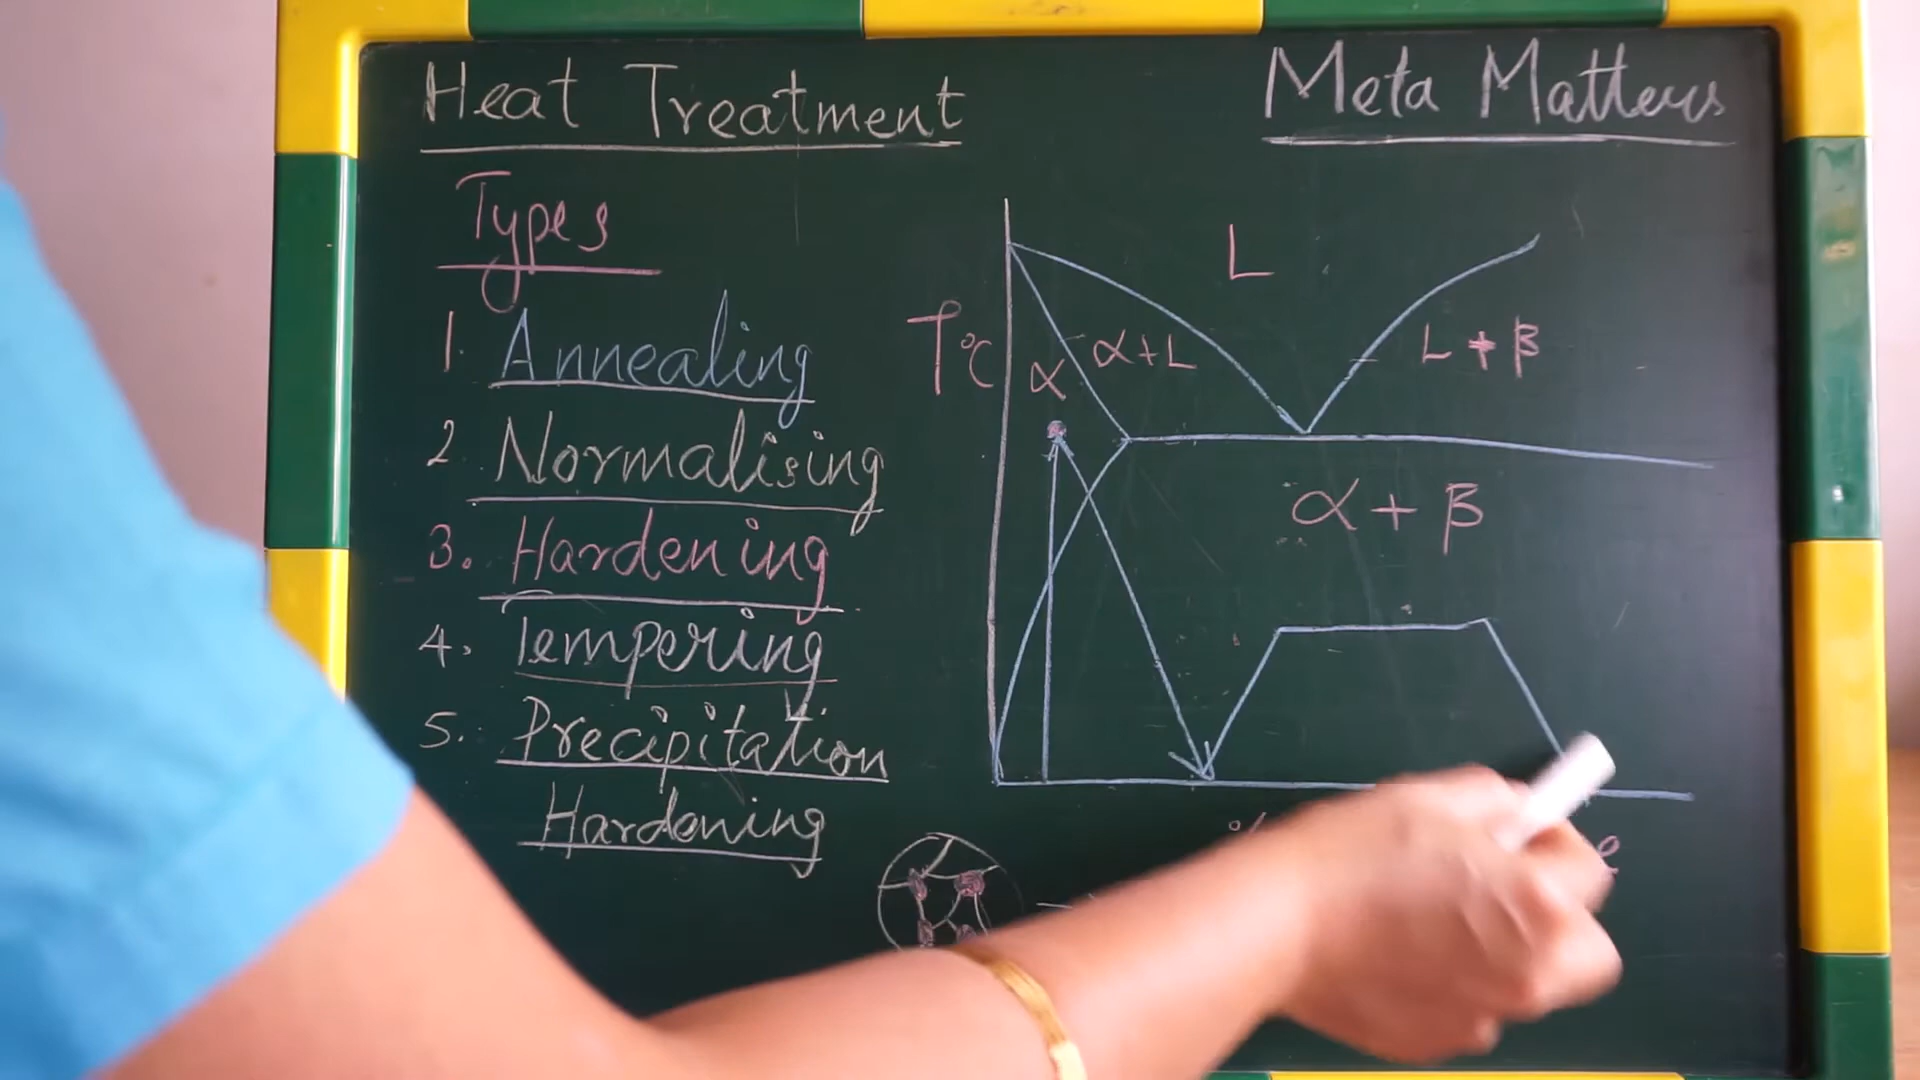 Heat Treatment
Meta Matters
Types
1. Annealing
2. Normalising
3. Hardening
4. Tempering
5. Precipitation
Hardening
L
T°C
α
α+L
L+β
α+β
%